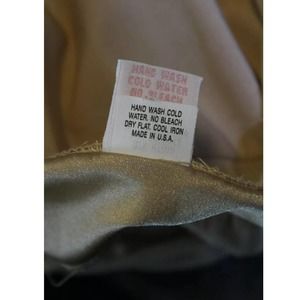 HAND WASH
COLD WATER
NO BLEACH
HAND WASH COLD
WATER. NO BLEACH
DRY FLAT. COOL IRON
MADE IN U.S.A.